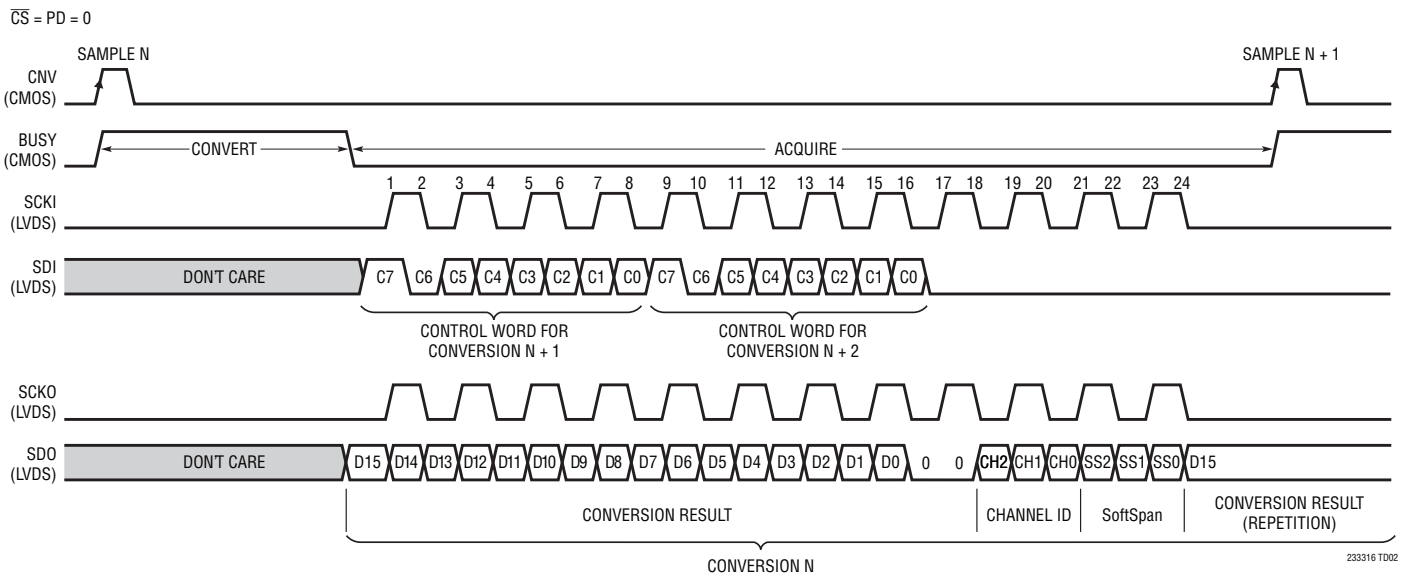 CS = PD = 0
SAMPLE N
SAMPLE N + 1
CNV
(CMOS)
BUSY
(CMOS)
CONVERT
ACQUIRE
1 2 3 4 5 6 7 8 9 10 11 12 13 14 15 16 17 18 19 20 21 22 23 24
SCKI
(LVDS)
SDI
(LVDS)
DON'T CARE
C7 C6 C5 C4 C3 C2 C1 C0 C7 C6 C5 C4 C3 C2 C1 C0
CONTROL WORD FOR
CONVERSION N + 1
CONTROL WORD FOR
CONVERSION N + 2
SCKO
(LVDS)
SDO
(LVDS)
DON'T CARE
D15 D14 D13 D12 D11 D10 D9 D8 D7 D6 D5 D4 D3 D2 D1 D0 0 0 CH2 CH1 CH0 SS2 SS1 SS0 D15
CONVERSION RESULT
CHANNEL ID
SoftSpan
CONVERSION RESULT
(REPETITION)
CONVERSION N
233316 TD02